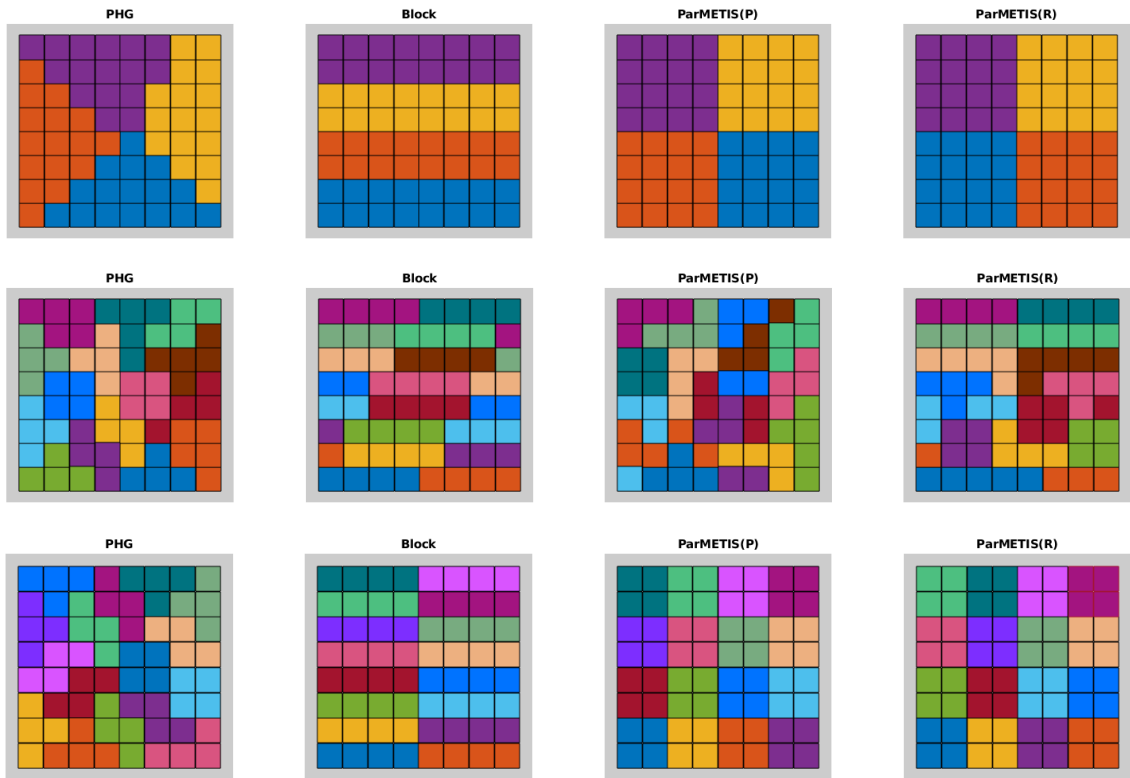 PHG
Block
ParMETIS(P)
ParMETIS(R)
PHG
Block
ParMETIS(P)
ParMETIS(R)
PHG
Block
ParMETIS(P)
ParMETIS(R)